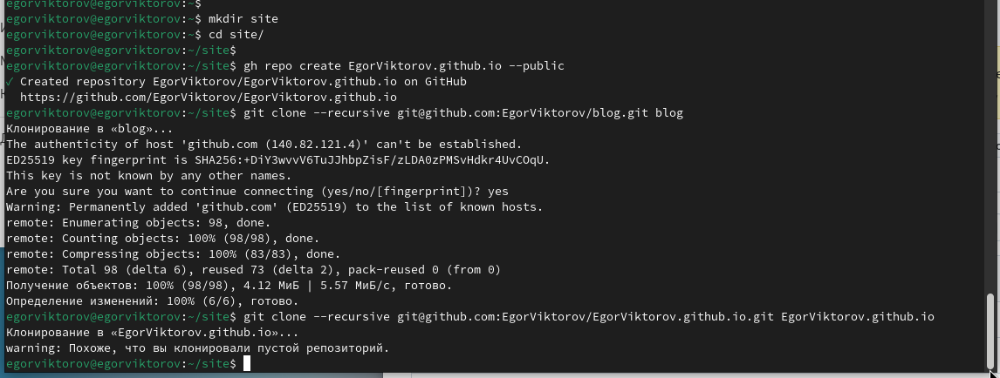 egorviktorov@egorviktorov:~$
egorviktorov@egorviktorov:~$ mkdir site
egorviktorov@egorviktorov:~$ cd site/
egorviktorov@egorviktorov:~/site$
egorviktorov@egorviktorov:~/site$ gh repo create EgorViktorov.github.io --public
✓ Created repository EgorViktorov/EgorViktorov.github.io on GitHub
  https://github.com/EgorViktorov/EgorViktorov.github.io
egorviktorov@egorviktorov:~/site$ git clone --recursive git@github.com:EgorViktorov/blog.git blog
Клонирование в «blog»...
The authenticity of host 'github.com (140.82.121.4)' can't be established.
ED25519 key fingerprint is SHA256:+DiY3wvvV6TuJJhbpZisF/zLDA0zPMSvHdkr4UvCOqU.
This key is not known by any other names.
Are you sure you want to continue connecting (yes/no/[fingerprint])? yes
Warning: Permanently added 'github.com' (ED25519) to the list of known hosts.
remote: Enumerating objects: 98, done.
remote: Counting objects: 100% (98/98), done.
remote: Compressing objects: 100% (83/83), done.
remote: Total 98 (delta 6), reused 73 (delta 2), pack-reused 0 (from 0)
Получение объектов: 100% (98/98), 4.12 МиБ | 5.57 МиБ/с, готово.
Определение изменений: 100% (6/6), готово.
egorviktorov@egorviktorov:~/site$ git clone --recursive git@github.com:EgorViktorov/EgorViktorov.github.io.git EgorViktorov.github.io
Клонирование в «EgorViktorov.github.io»...
warning: Похоже, что вы клонировали пустой репозиторий.
egorviktorov@egorviktorov:~/site$